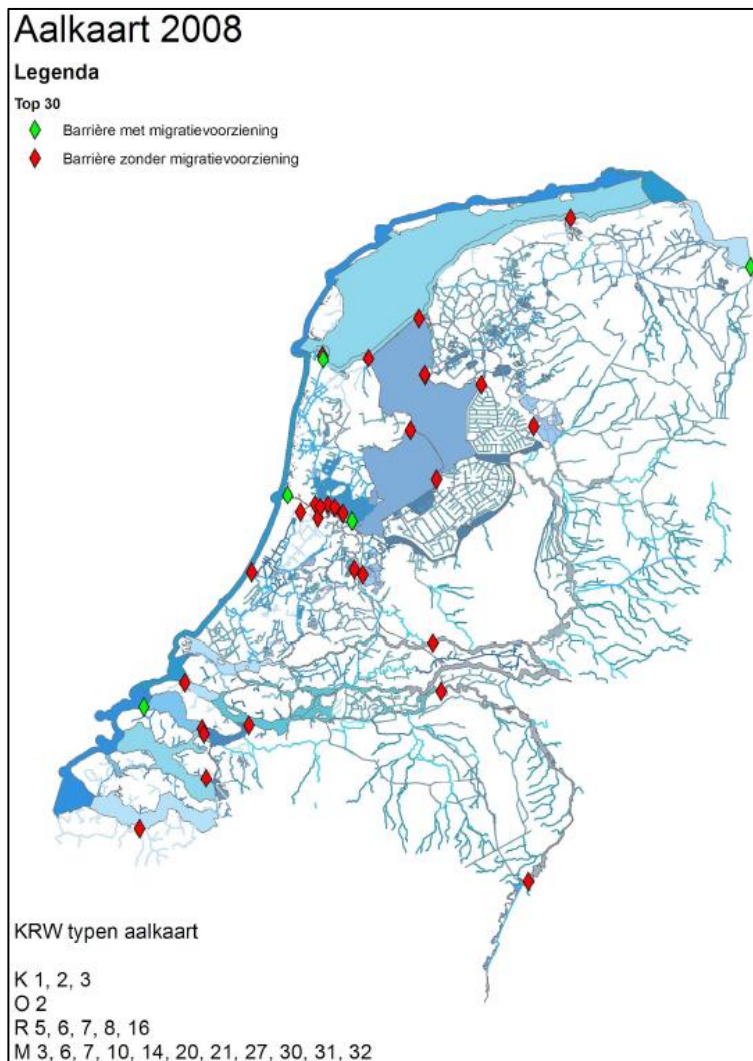 Aalkaart 2008
Legenda
Top 30
Barrière met migratievoorziening
Barrière zonder migratievoorziening
KRW typen aalkaart
K 1, 2, 3
O 2
R 5, 6, 7, 8, 16
M 3, 6, 7, 10, 14, 20, 21, 27, 30, 31, 32